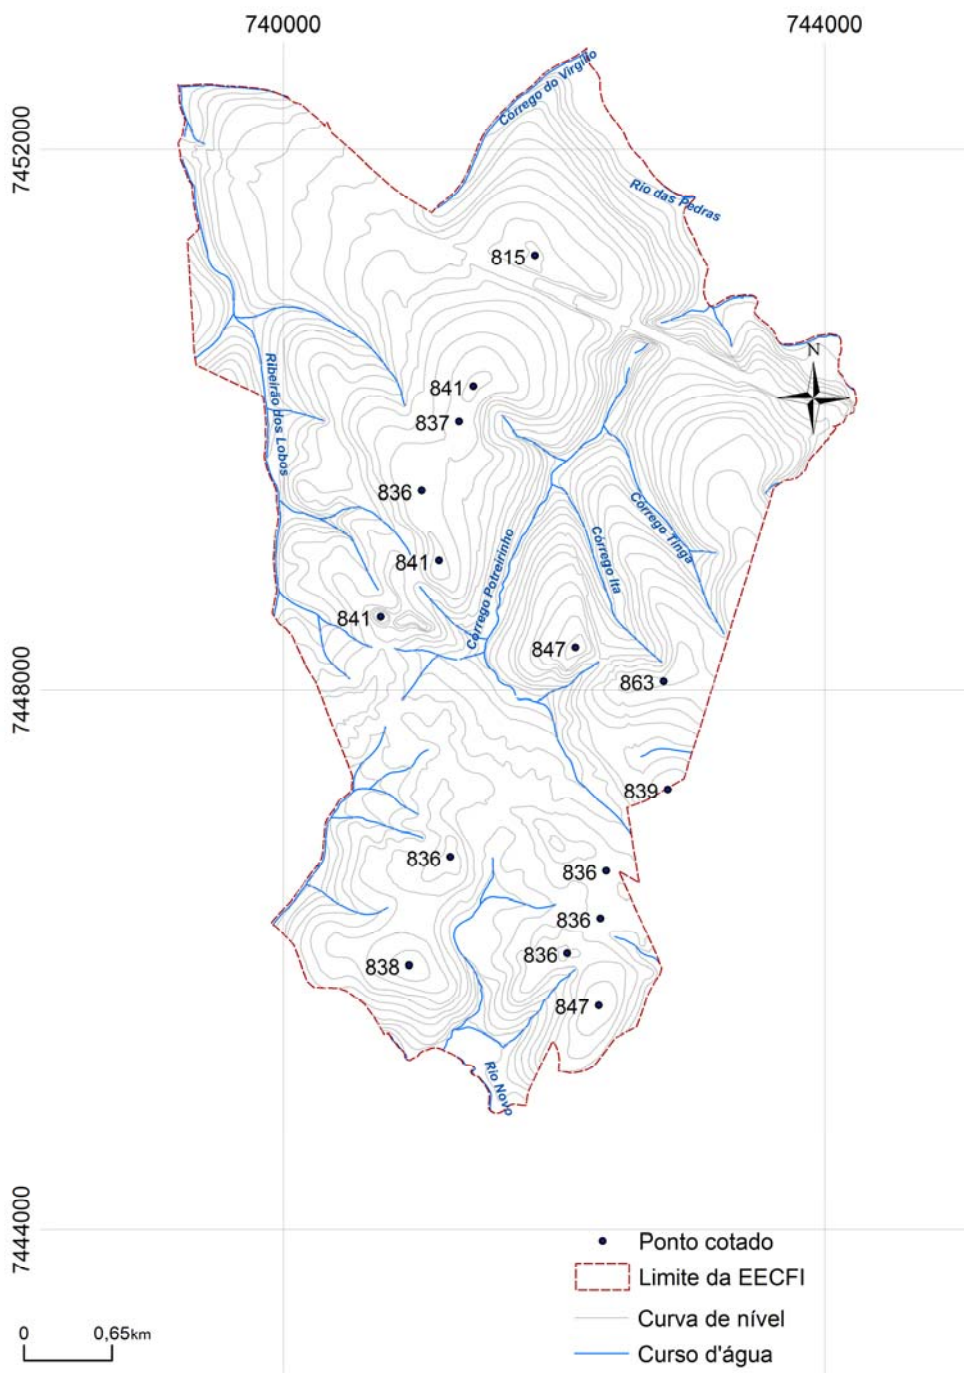 740000
7444000
Córrego do Virgílio
7452000
Rio das Pedras
815
N
Ribeirão dos Lobos
841
837
836
Córrego Tinga
Córrego Ita
Córrego Potreirinho
841
841
847
7448000
863
839
836
836
836
836
838
847
Rio Novo
7444000
Ponto cotado
Limite da EECFI
Curva de nível
Curso d'água
0 0,65km